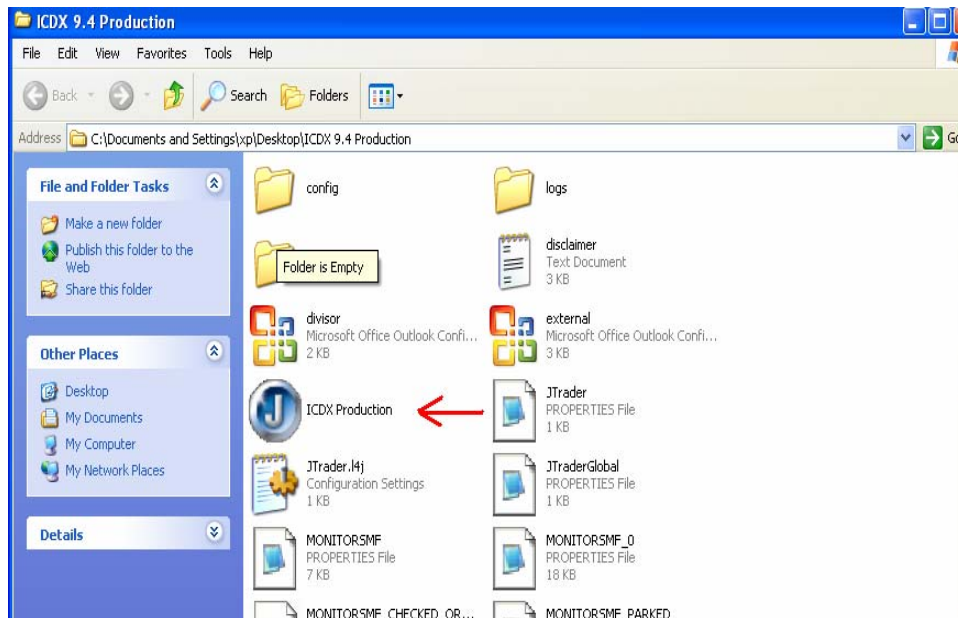 ICDX 9.4 Production
File Edit View Favorites Tools Help
Back Search Folders
Address C:\Documents and Settings\xp\Desktop\ICDX 9.4 Production
File and Folder Tasks
Make a new folder
Publish this folder to the
Web
Share this folder
Other Places
Desktop
My Documents
My Computer
My Network Places
Details
config
logs
Folder is Empty
disclaimer
Text Document
3 KB
divisor
Microsoft Office Outlook Confi...
2 KB
external
Microsoft Office Outlook Confi...
3 KB
ICDX Production
JTrader
PROPERTIES File
1 KB
JTrader.l4j
Configuration Settings
1 KB
JTraderGlobal
PROPERTIES File
1 KB
MONITORSMF
PROPERTIES File
7 KB
MONITORSMF_0
PROPERTIES File
18 KB
MONITORSMF_CHECKED_OR...
MONITORSMF_PARKED